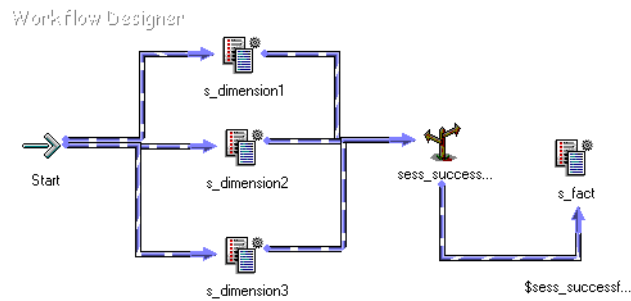 Workflow Designer
s_dimension1
Start
s_dimension2
sess_success...
s_fact
s_dimension3
$sess_successf...